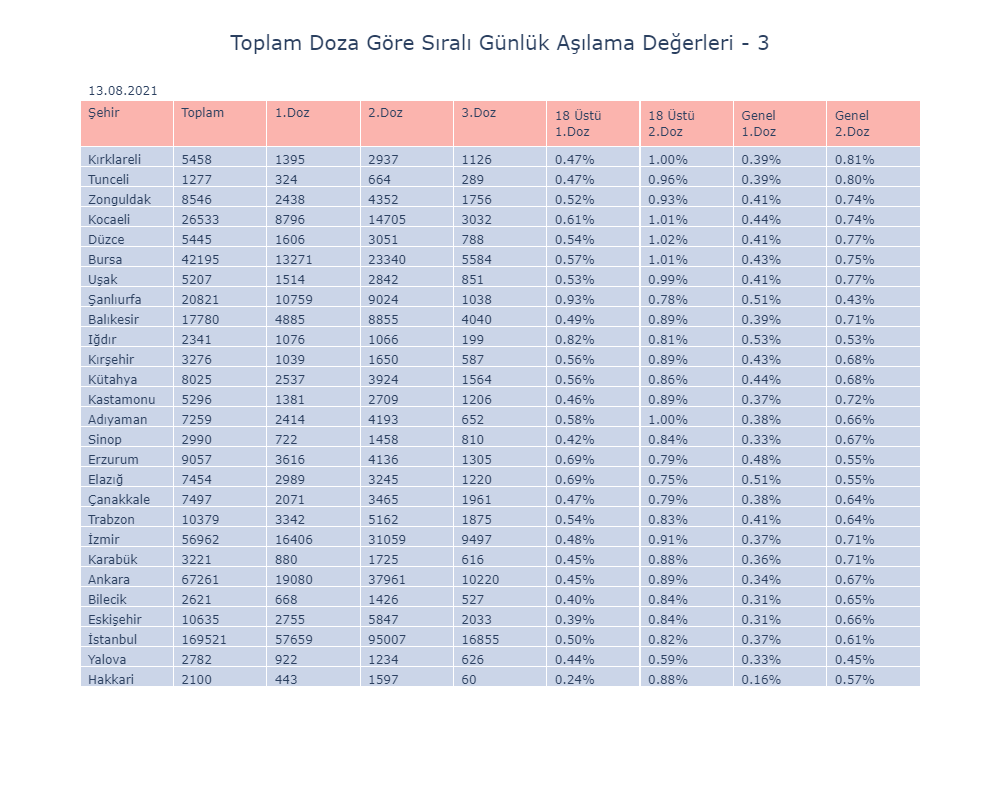 Toplam Doza Göre Sıralı Günlük Aşılama Değerleri - 3
13.08.2021
Şehir Toplam 1.Doz 2.Doz 3.Doz 18 Üstü 1.Doz 18 Üstü 2.Doz Genel 1.Doz Genel 2.Doz
Kırklareli 5458 1395 2937 1126 0.47% 1.00% 0.39% 0.81%
Tunceli 1277 324 664 289 0.47% 0.96% 0.39% 0.80%
Zonguldak 8546 2438 4352 1756 0.52% 0.93% 0.41% 0.74%
Kocaeli 26533 8796 14705 3032 0.61% 1.01% 0.44% 0.74%
Düzce 5445 1606 3051 788 0.54% 1.02% 0.41% 0.77%
Bursa 42195 13271 23340 5584 0.57% 1.01% 0.43% 0.75%
Uşak 5207 1514 2842 851 0.53% 0.99% 0.41% 0.77%
Şanlıurfa 20821 10759 9024 1038 0.93% 0.78% 0.51% 0.43%
Balıkesir 17780 4885 8855 4040 0.49% 0.89% 0.39% 0.71%
Iğdır 2341 1076 1066 199 0.82% 0.81% 0.53% 0.53%
Kırşehir 3276 1039 1650 587 0.56% 0.89% 0.43% 0.68%
Kütahya 8025 2537 3924 1564 0.56% 0.86% 0.44% 0.68%
Kastamonu 5296 1381 2709 1206 0.46% 0.89% 0.37% 0.72%
Adıyaman 7259 2414 4193 652 0.58% 1.00% 0.38% 0.66%
Sinop 2990 722 1458 810 0.42% 0.84% 0.33% 0.67%
Erzurum 9057 3616 4136 1305 0.69% 0.79% 0.48% 0.55%
Elazığ 7454 2989 3245 1220 0.69% 0.75% 0.51% 0.55%
Çanakkale 7497 2071 3465 1961 0.47% 0.79% 0.38% 0.64%
Trabzon 10379 3342 5162 1875 0.54% 0.83% 0.41% 0.64%
İzmir 56962 16406 31059 9497 0.48% 0.91% 0.37% 0.71%
Karabük 3221 880 1725 616 0.45% 0.88% 0.36% 0.71%
Ankara 67261 19080 37961 10220 0.45% 0.89% 0.34% 0.67%
Bilecik 2621 668 1426 527 0.40% 0.84% 0.31% 0.65%
Eskişehir 10635 2755 5847 2033 0.39% 0.84% 0.31% 0.66%
İstanbul 169521 57659 95007 16855 0.50% 0.82% 0.37% 0.61%
Yalova 2782 922 1234 626 0.44% 0.59% 0.33% 0.45%
Hakkari 2100 443 1597 60 0.24% 0.88% 0.16% 0.57%